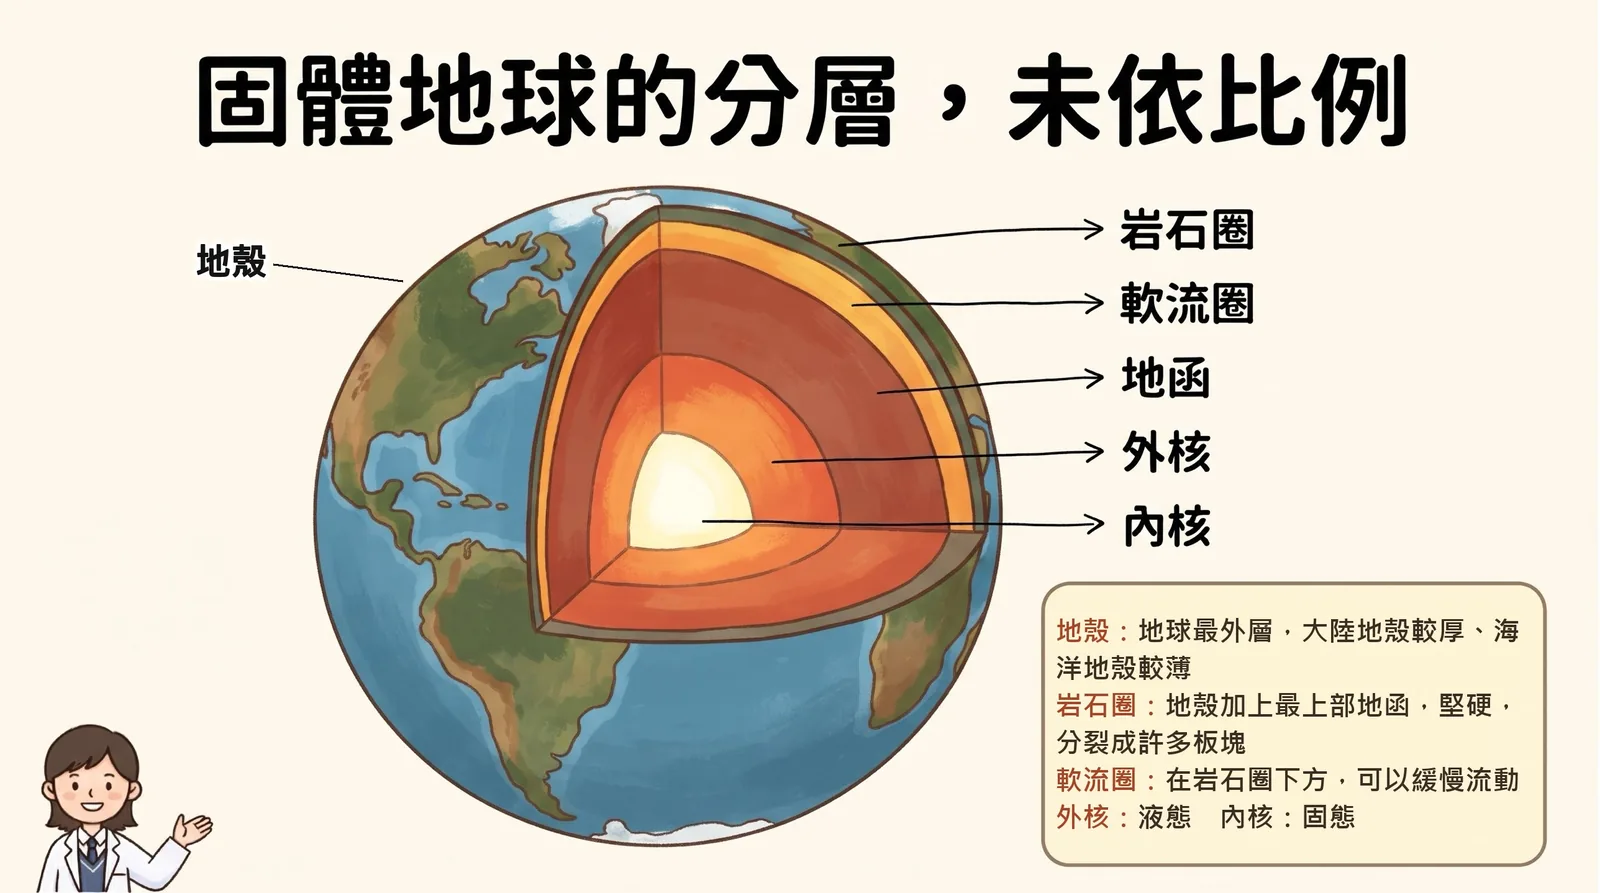 固體地球的分層，未依比例
地殼
岩石圈
軟流圈
地函
外核
內核
地殼：地球最外層，大陸地殼較厚、海
洋地殼較薄
岩石圈：地殼加上最上部地函，堅硬，
分裂成許多板塊
軟流圈：在岩石圈下方，可以緩慢流動
外核：液態　內核：固態